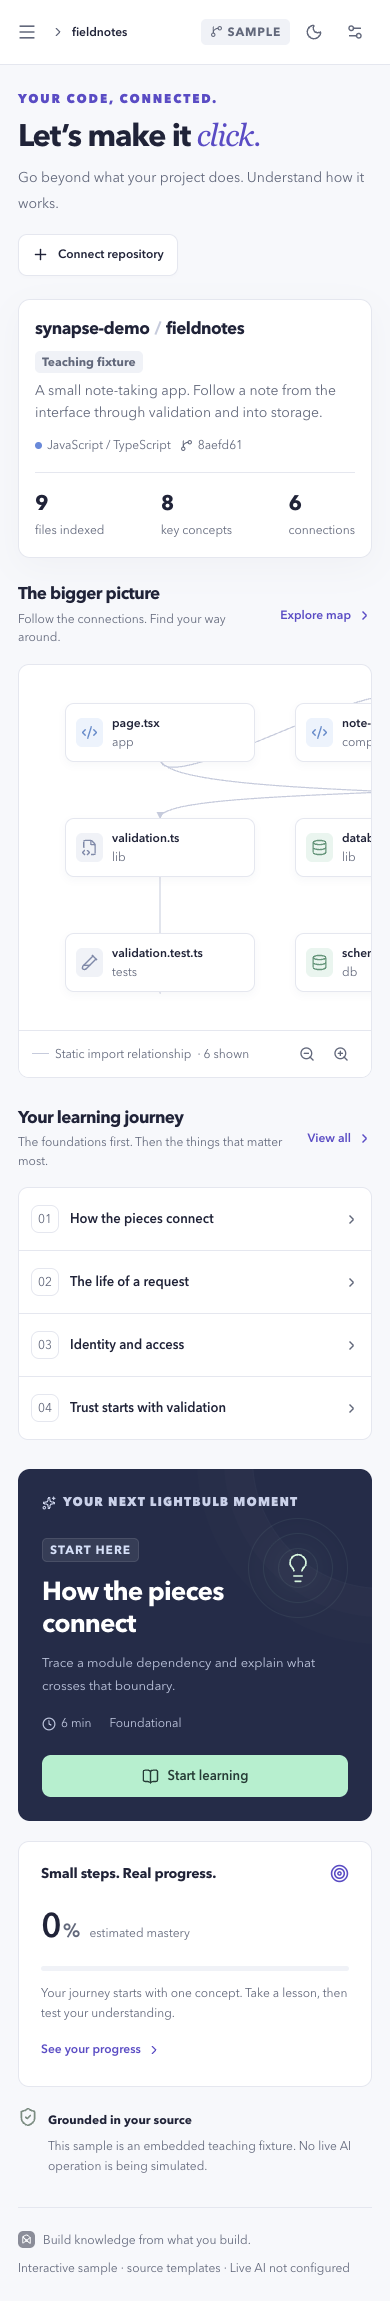 fieldnotes
SAMPLE
YOUR CODE, CONNECTED.
Let’s make it click.
Go beyond what your project does. Understand how it
works.
Connect repository
synapse-demo / fieldnotes
Teaching fixture
A small note-taking app. Follow a note from the
interface through validation and into storage.
JavaScript / TypeScript 8aefd61
9 8 6
files indexed key concepts connections
The bigger picture
Follow the connections. Find your way
around.
Explore map
page.tsx
app
note-
comp
validation.ts
lib
datab
lib
validation.test.ts
tests
schem
db
Static import relationship · 6 shown
Your learning journey
The foundations first. Then the things that matter
most.
View all
01 How the pieces connect
02 The life of a request
03 Identity and access
04 Trust starts with validation
YOUR NEXT LIGHTBULB MOMENT
START HERE
How the pieces
connect
Trace a module dependency and explain what
crosses that boundary.
6 min Foundational
Start learning
Small steps. Real progress.
0% estimated mastery
Your journey starts with one concept. Take a lesson, then
test your understanding.
See your progress
Grounded in your source
This sample is an embedded teaching fixture. No live AI
operation is being simulated.
Build knowledge from what you build.
Interactive sample · source templates · Live AI not configured